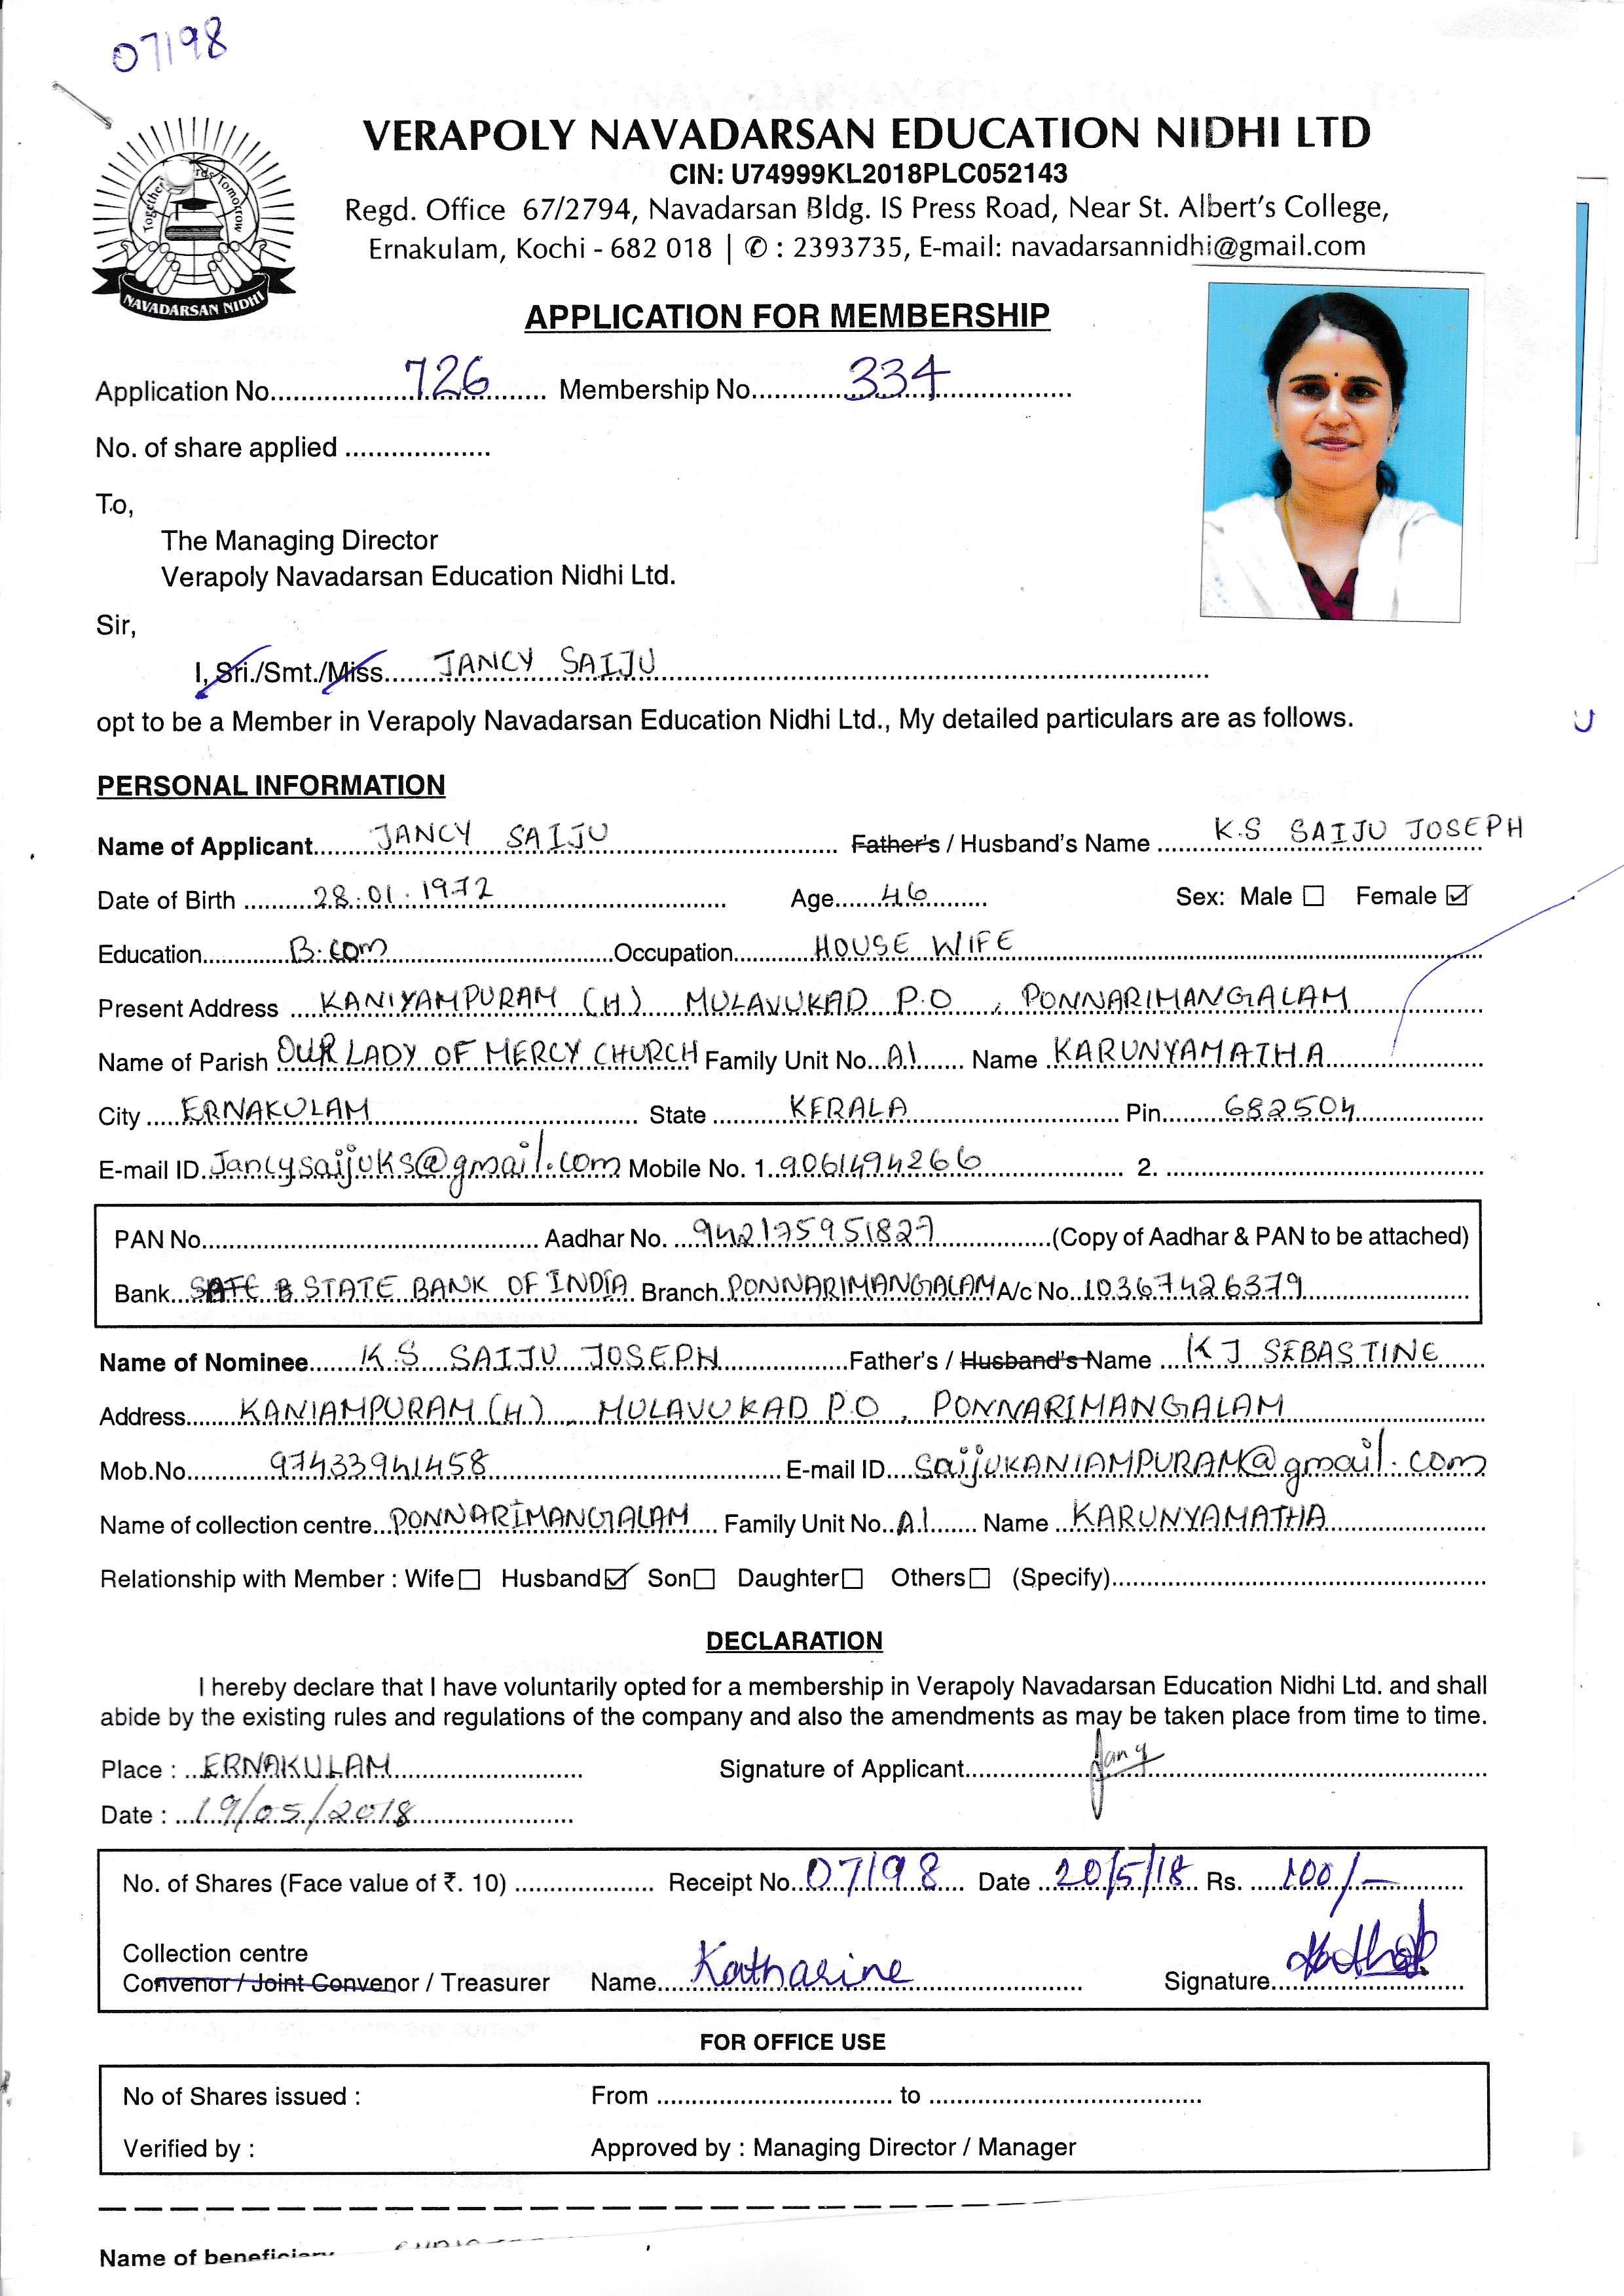 07198
Together Towards Tomorrow
NAVADARSAN NIDHI
VERAPOLY NAVADARSAN EDUCATION NIDHI LTD
CIN: U74999KL2018PLC052143
Regd. Office 67/2794, Navadarsan Bldg. IS Press Road, Near St. Albert's College,
Ernakulam, Kochi - 682 018 | ✆ : 2393735, E-mail: navadarsannidhi@gmail.com
APPLICATION FOR MEMBERSHIP
Application No. 726 Membership No. 334
No. of share applied
To,
The Managing Director
Verapoly Navadarsan Education Nidhi Ltd.
Sir,
I, Sri./Smt./Miss JANCY SAIJU
opt to be a Member in Verapoly Navadarsan Education Nidhi Ltd., My detailed particulars are as follows.
PERSONAL INFORMATION
Name of Applicant JANCY SAIJU Father's / Husband's Name K.S SAIJU JOSEPH
Date of Birth 28.01.1972 Age 46 Sex: Male ☐ Female ☑
Education B.com Occupation HOUSE WIFE
Present Address KANIYAMPURAM (H) MULAVUKAD P.O, PONNARIMANGALAM
Name of Parish OUR LADY OF MERCY CHURCH Family Unit No. A1 Name KARUNYAMATHA
City ERNAKULAM State KERALA Pin 682504
E-mail ID Jancysaijuks@gmail.com Mobile No. 1. 9061494266 2.
PAN No. Aadhar No. 942175951827 (Copy of Aadhar & PAN to be attached)
Bank STATE BANK OF INDIA Branch PONNARIMANGALAM A/c No. 10367426379
Name of Nominee K.S SAIJU JOSEPH Father's / Husband's Name K J SEBASTINE
Address KANIAMPURAM (H), MULAVUKAD P.O, PONNARIMANGALAM
Mob.No. 97433941458 E-mail ID saijuKANIAMPURAM@gmail.com
Name of collection centre PONNARIMANGALAM Family Unit No. A1 Name KARUNYAMATHA
Relationship with Member : Wife ☐ Husband ☑ Son ☐ Daughter ☐ Others ☐ (Specify)
DECLARATION
I hereby declare that I have voluntarily opted for a membership in Verapoly Navadarsan Education Nidhi Ltd. and shall
abide by the existing rules and regulations of the company and also the amendments as may be taken place from time to time.
Place : ERNAKULAM Signature of Applicant Jancy
Date : 19/05/2018
No. of Shares (Face value of ₹. 10) Receipt No. 07198 Date 20/5/18 Rs. 100/-
Collection centre
Convenor / Joint Convenor / Treasurer Name Katharine Signature
FOR OFFICE USE
No of Shares issued : From to
Verified by : Approved by : Managing Director / Manager
Name of beneficiary